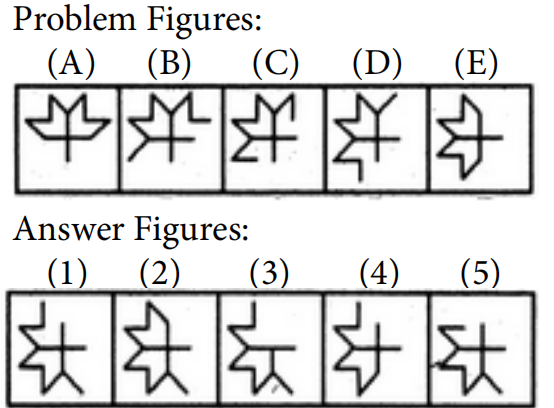 Problem Figures:
(A) (B) (C) (D) (E)
Answer Figures:
(1) (2) (3) (4) (5)